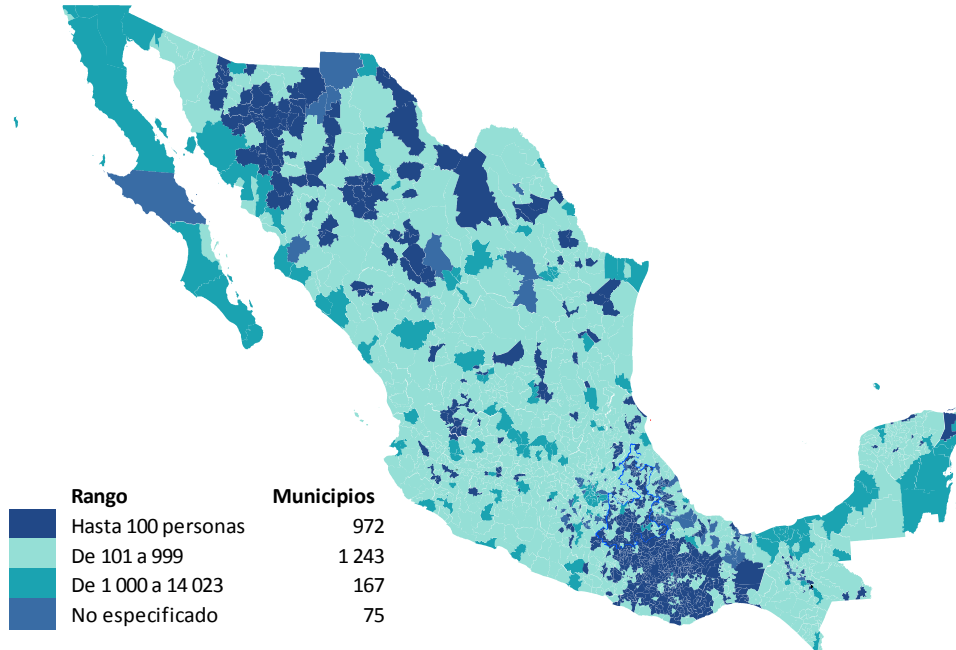 Rango Municipios
Hasta 100 personas 972
De 101 a 999 1 243
De 1 000 a 14 023 167
No especificado 75